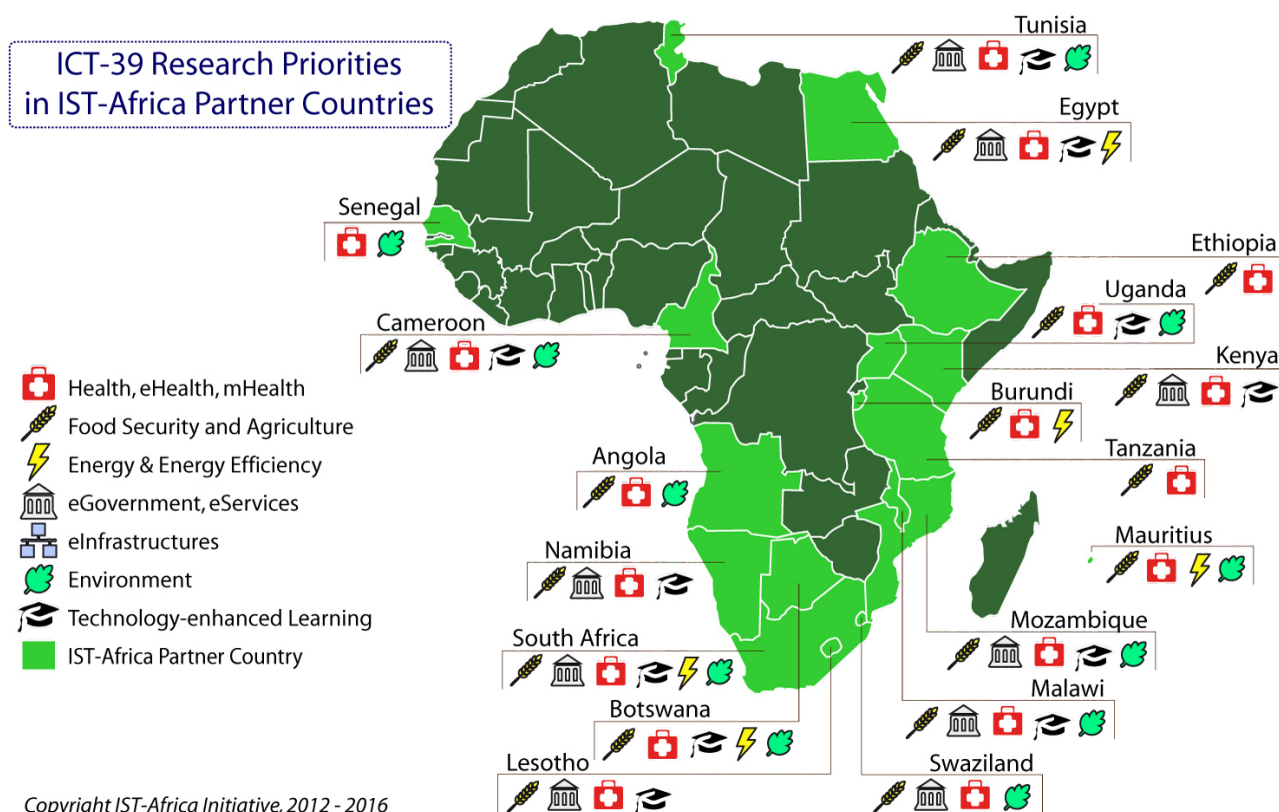 ICT-39 Research Priorities
in IST-Africa Partner Countries
Tunisia
Egypt
Senegal
Ethiopia
Uganda
Cameroon
Kenya
Burundi
Health, eHealth, mHealth
Food Security and Agriculture
Energy & Energy Efficiency
eGovernment, eServices
eInfrastructures
Environment
Technology-enhanced Learning
IST-Africa Partner Country
Angola
Tanzania
Namibia
Mauritius
South Africa
Mozambique
Malawi
Botswana
Lesotho
Swaziland
Copyright IST-Africa Initiative, 2012 - 2016